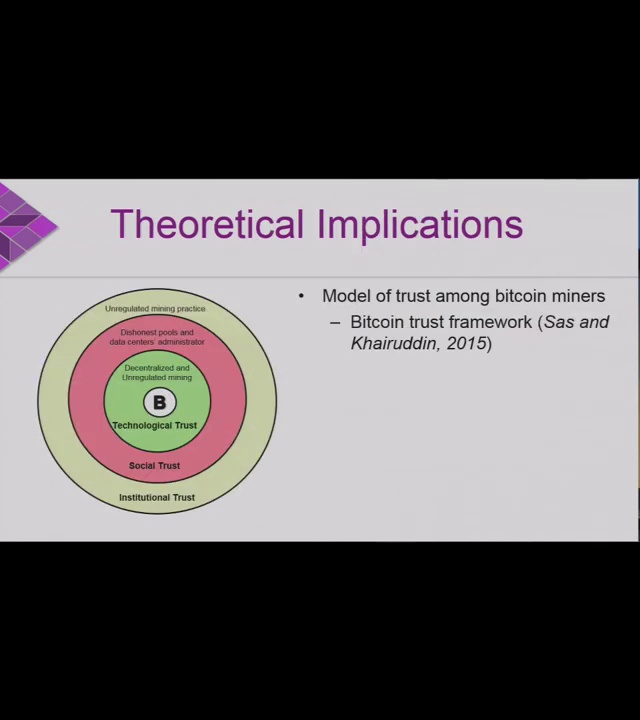 Theoretical Implications
Unregulated mining practice
Dishonest pools and
data centers' administrator
Decentralized and
Unregulated mining
B
Technological Trust
Social Trust
Institutional Trust
• Model of trust among bitcoin miners
– Bitcoin trust framework (Sas and
Khairuddin, 2015)